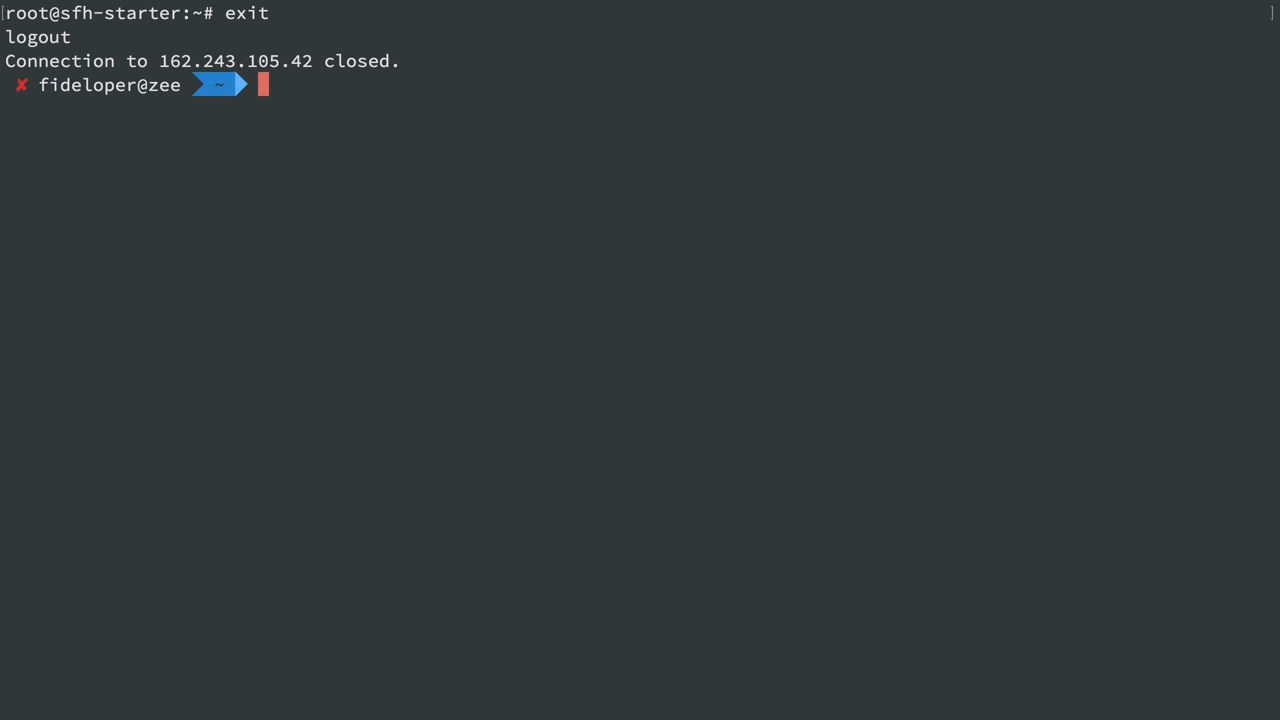 [root@sfh-starter:~# exit ]
logout
Connection to 162.243.105.42 closed.
✘ fideloper@zee ~